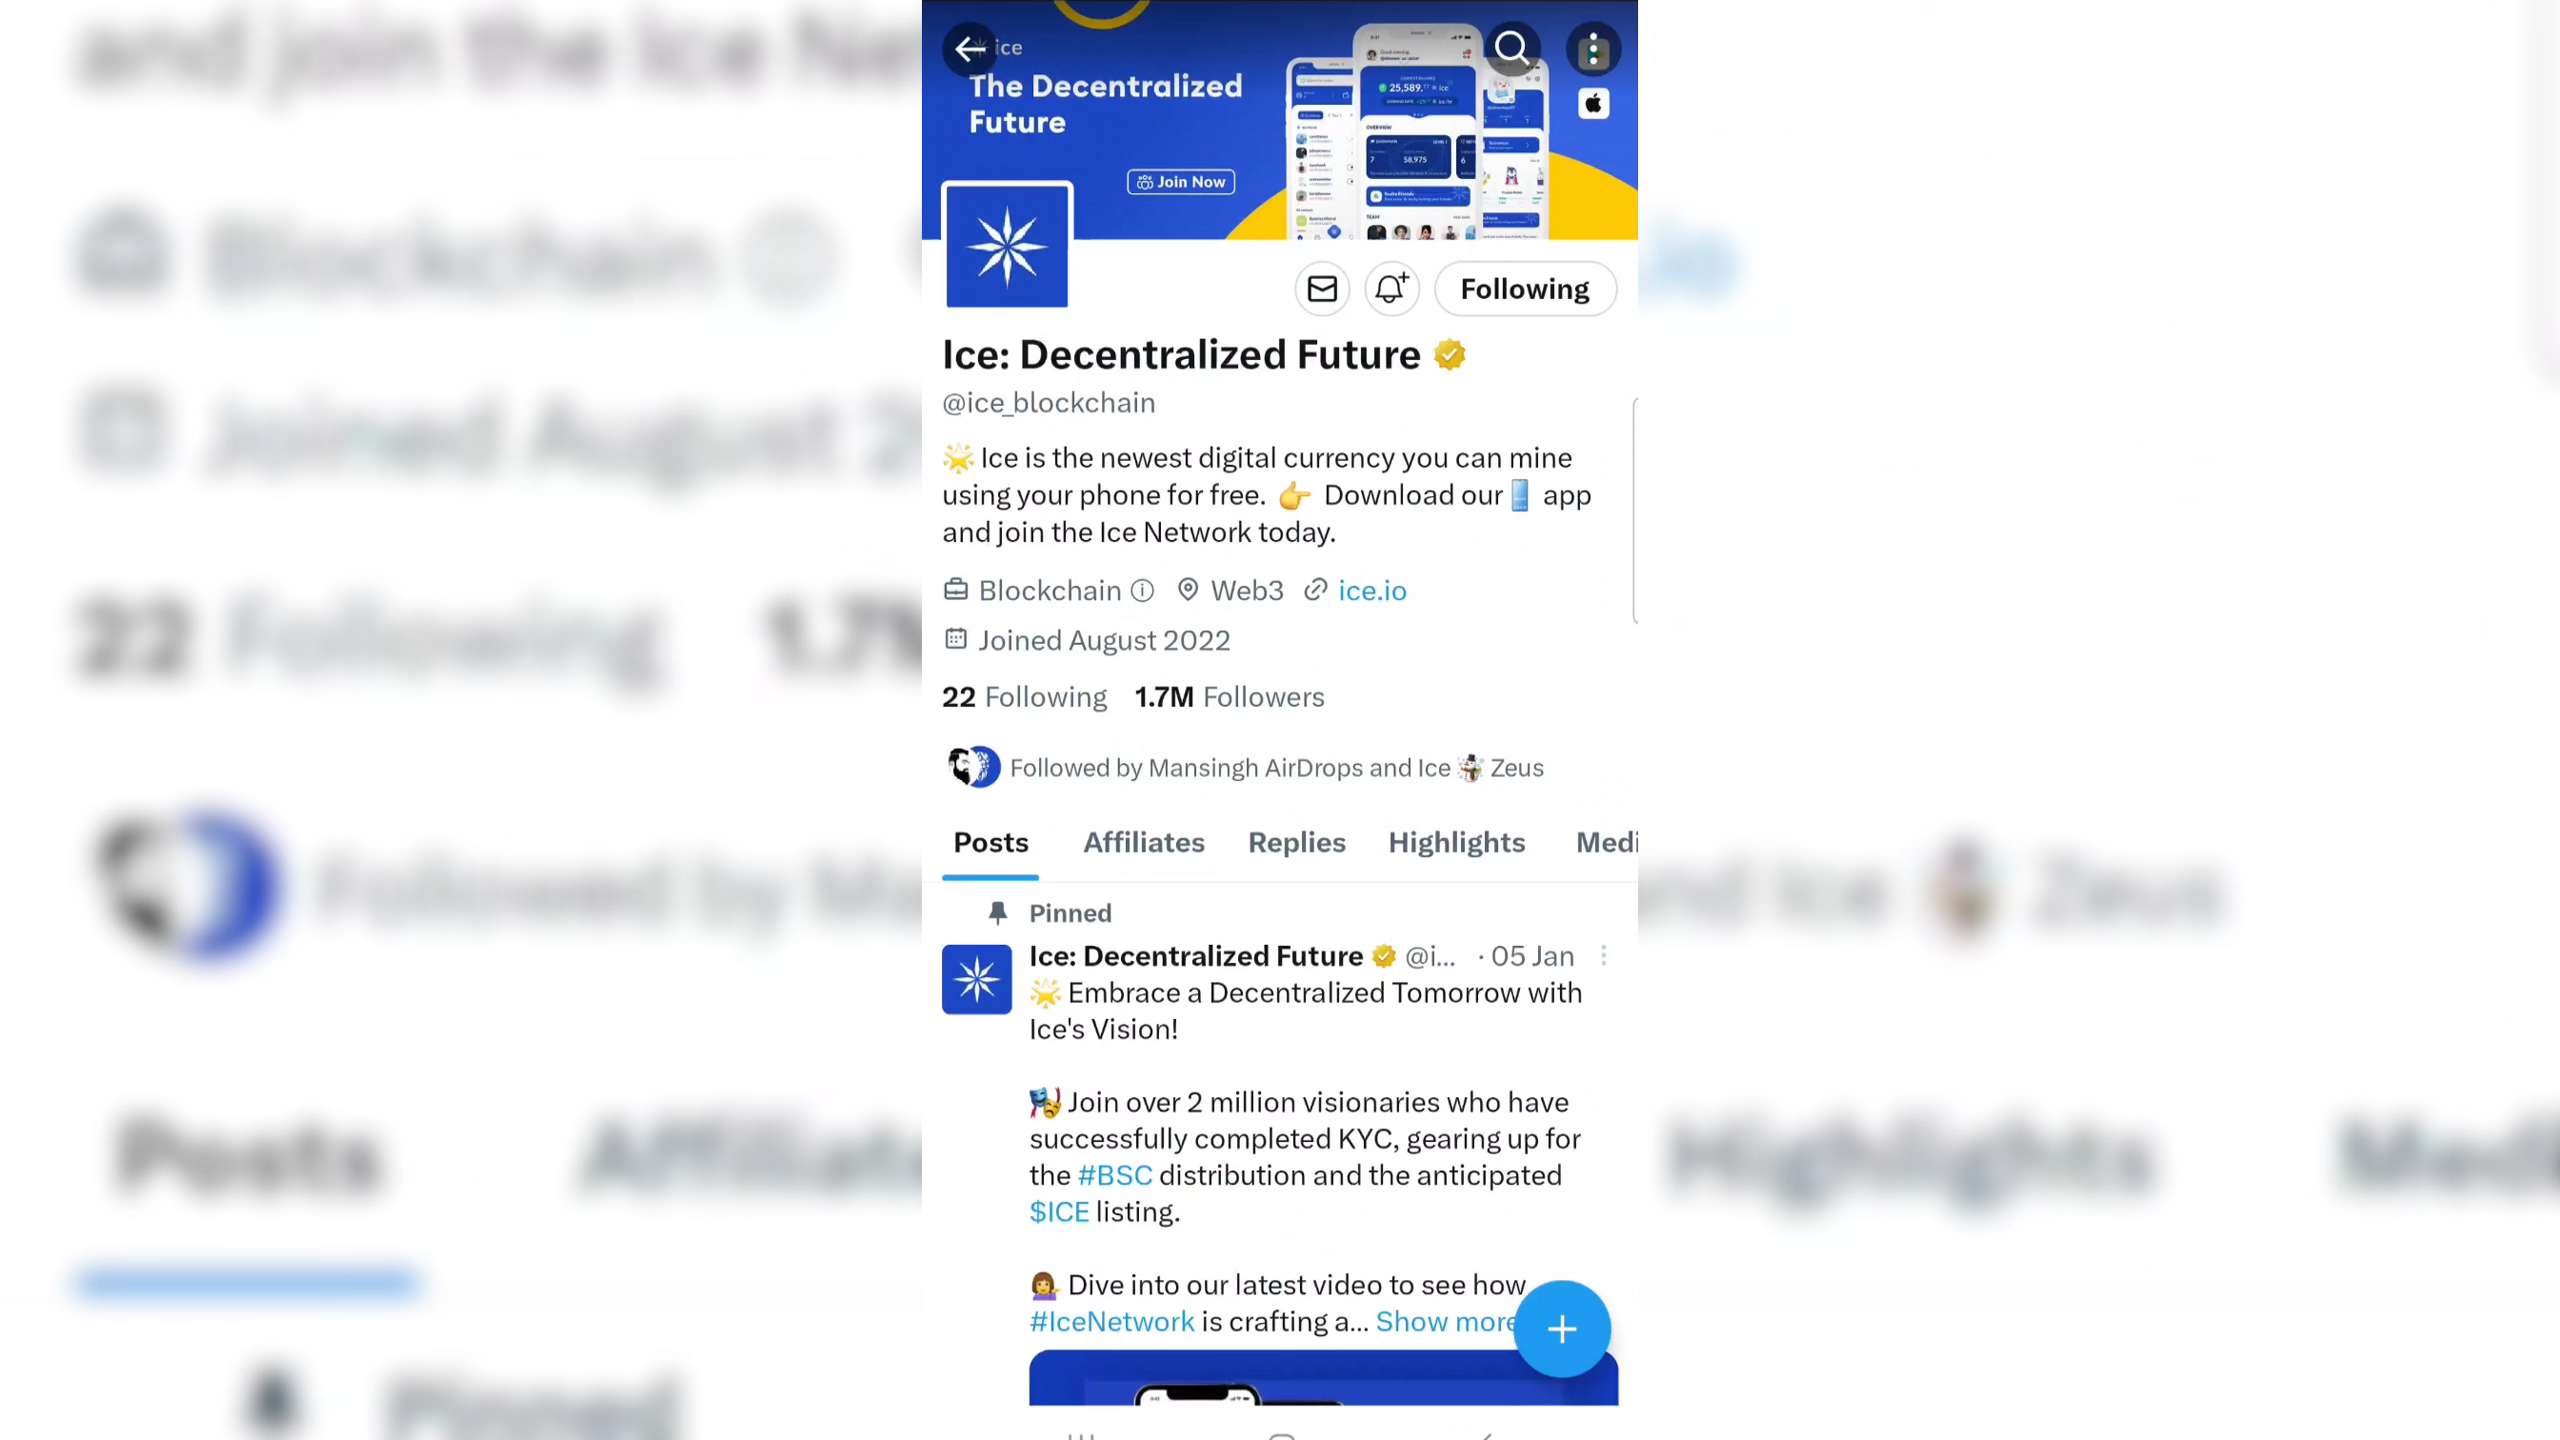 ice
The Decentralized
Future
Join Now
25,589.
OVERVIEW
7
58,975
6
TEAM
Following
Ice: Decentralized Future
@ice_blockchain
🌟 Ice is the newest digital currency you can mine
using your phone for free. 👉 Download our📱 app
and join the Ice Network today.
Blockchain Web3 ice.io
Joined August 2022
22 Following 1.7M Followers
Followed by Mansingh AirDrops and Ice ☃️ Zeus
Posts Affiliates Replies Highlights Medi
Pinned
Ice: Decentralized Future @i... · 05 Jan
🌟 Embrace a Decentralized Tomorrow with
Ice's Vision!
🎭 Join over 2 million visionaries who have
successfully completed KYC, gearing up for
the #BSC distribution and the anticipated
$ICE listing.
💁‍♀️ Dive into our latest video to see how
#IceNetwork is crafting a... Show more